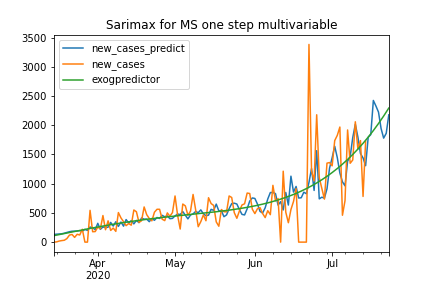 Sarimax for MS one step multivariable
new_cases_predict
new_cases
exogpredictor
3500
3000
2500
2000
1500
1000
500
0
Apr
2020
May
Jun
Jul